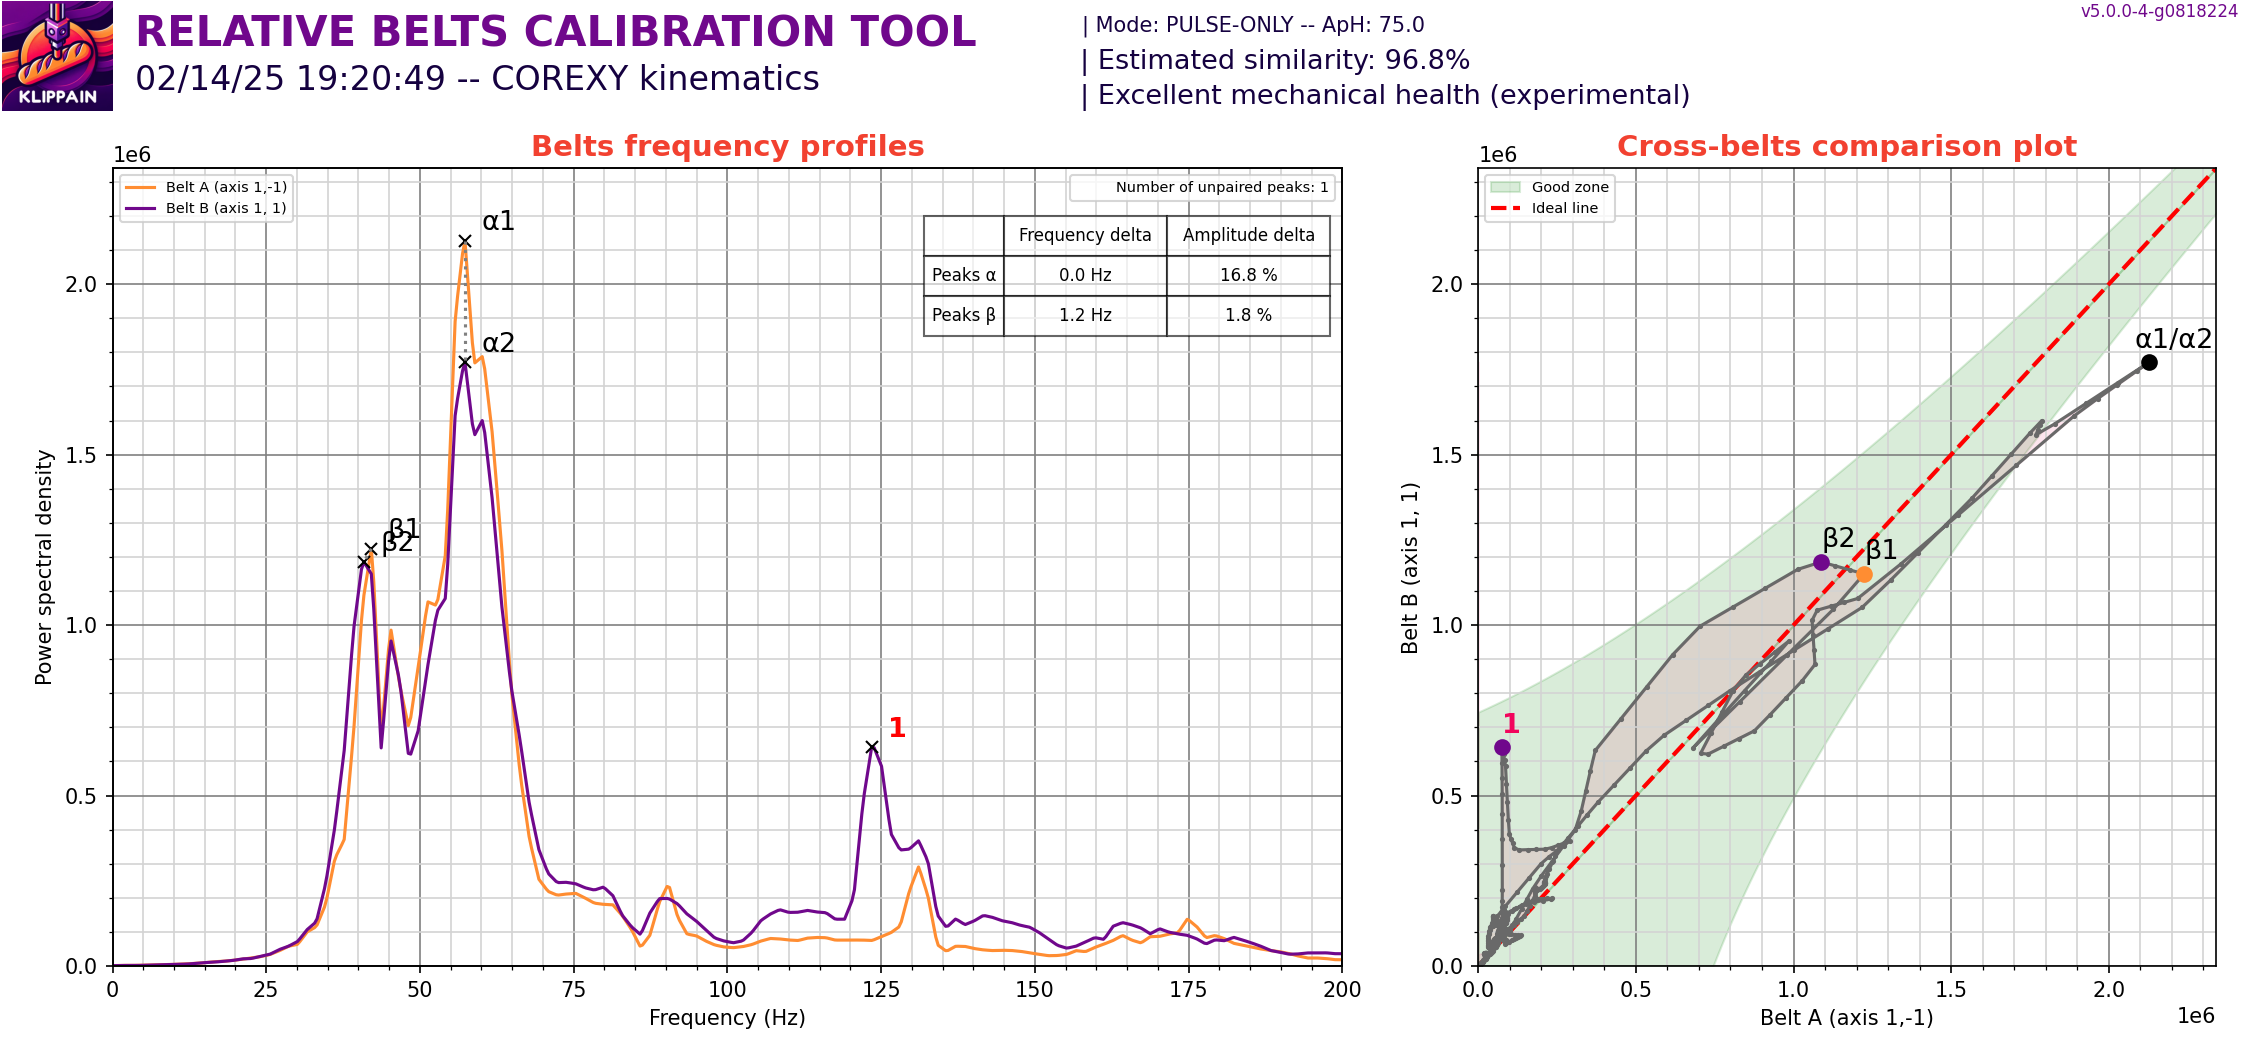 KLIPPAIN
RELATIVE BELTS CALIBRATION TOOL
02/14/25 19:20:49 -- COREXY kinematics
| Mode: PULSE-ONLY -- ApH: 75.0
| Estimated similarity: 96.8%
| Excellent mechanical health (experimental)
v5.0.0-4-g0818224
Belts frequency profiles
1e6
Belt A (axis 1,-1)
Belt B (axis 1, 1)
Number of unpaired peaks: 1
Frequency delta Amplitude delta
Peaks α 0.0 Hz 16.8 %
Peaks β 1.2 Hz 1.8 %
α1
α2
β1
β2
1
Power spectral density
2.0
1.5
1.0
0.5
0.0
0 25 50 75 100 125 150 175 200
Frequency (Hz)
Cross-belts comparison plot
1e6
Good zone
Ideal line
α1/α2
β2
β1
1
Belt B (axis 1, 1)
2.0
1.5
1.0
0.5
0.0
0.0 0.5 1.0 1.5 2.0
Belt A (axis 1,-1)
1e6